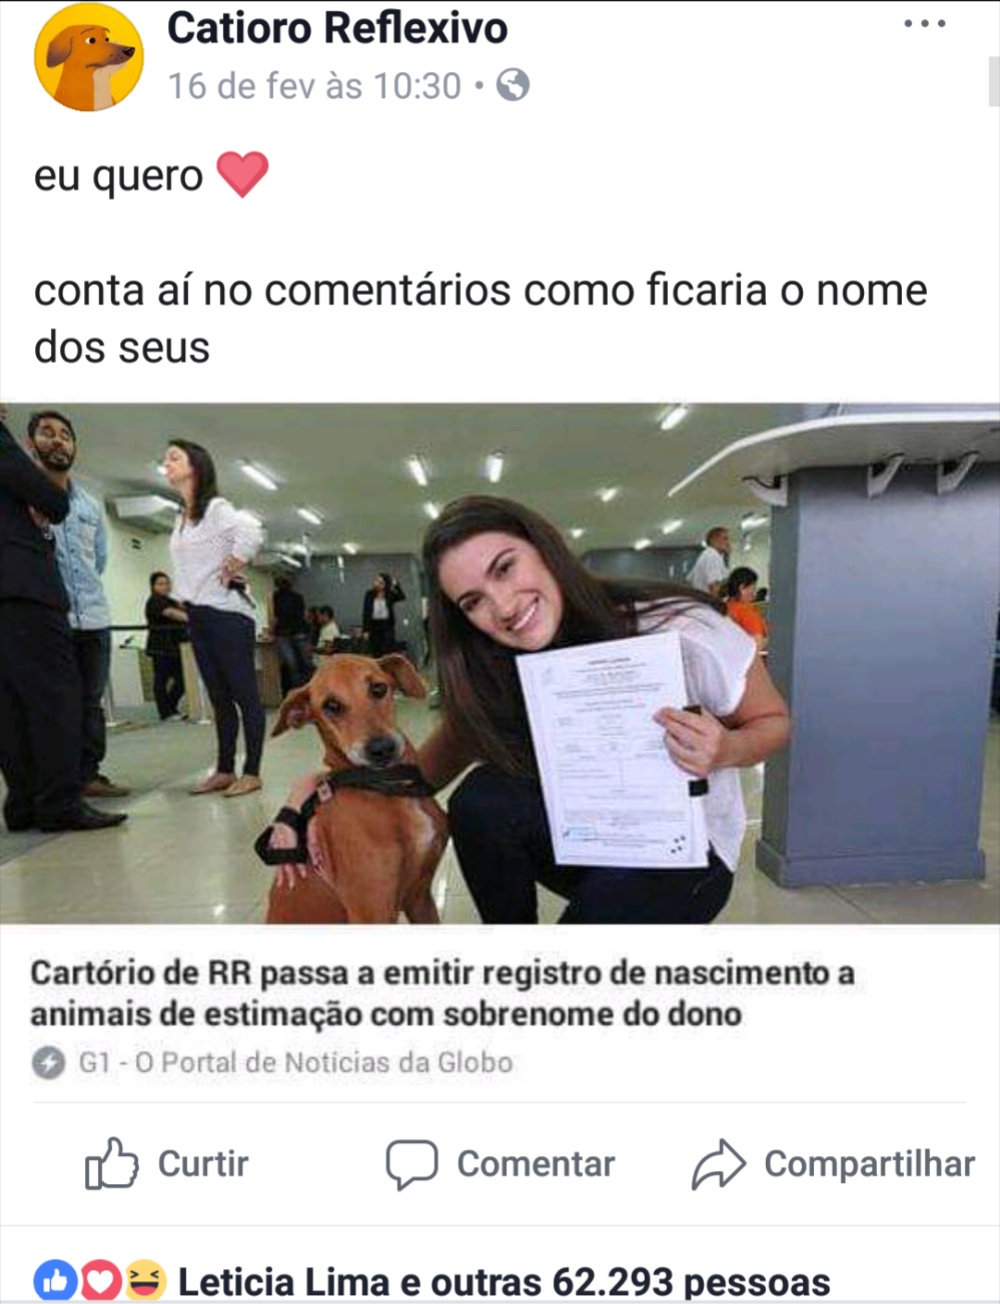 Catioro Reflexivo
16 de fev às 10:30 •
eu quero
conta aí no comentários como ficaria o nome
dos seus
Cartório de RR passa a emitir registro de nascimento a
animais de estimação com sobrenome do dono
G1 - O Portal de Notícias da Globo
Curtir Comentar Compartilhar
Leticia Lima e outras 62.293 pessoas